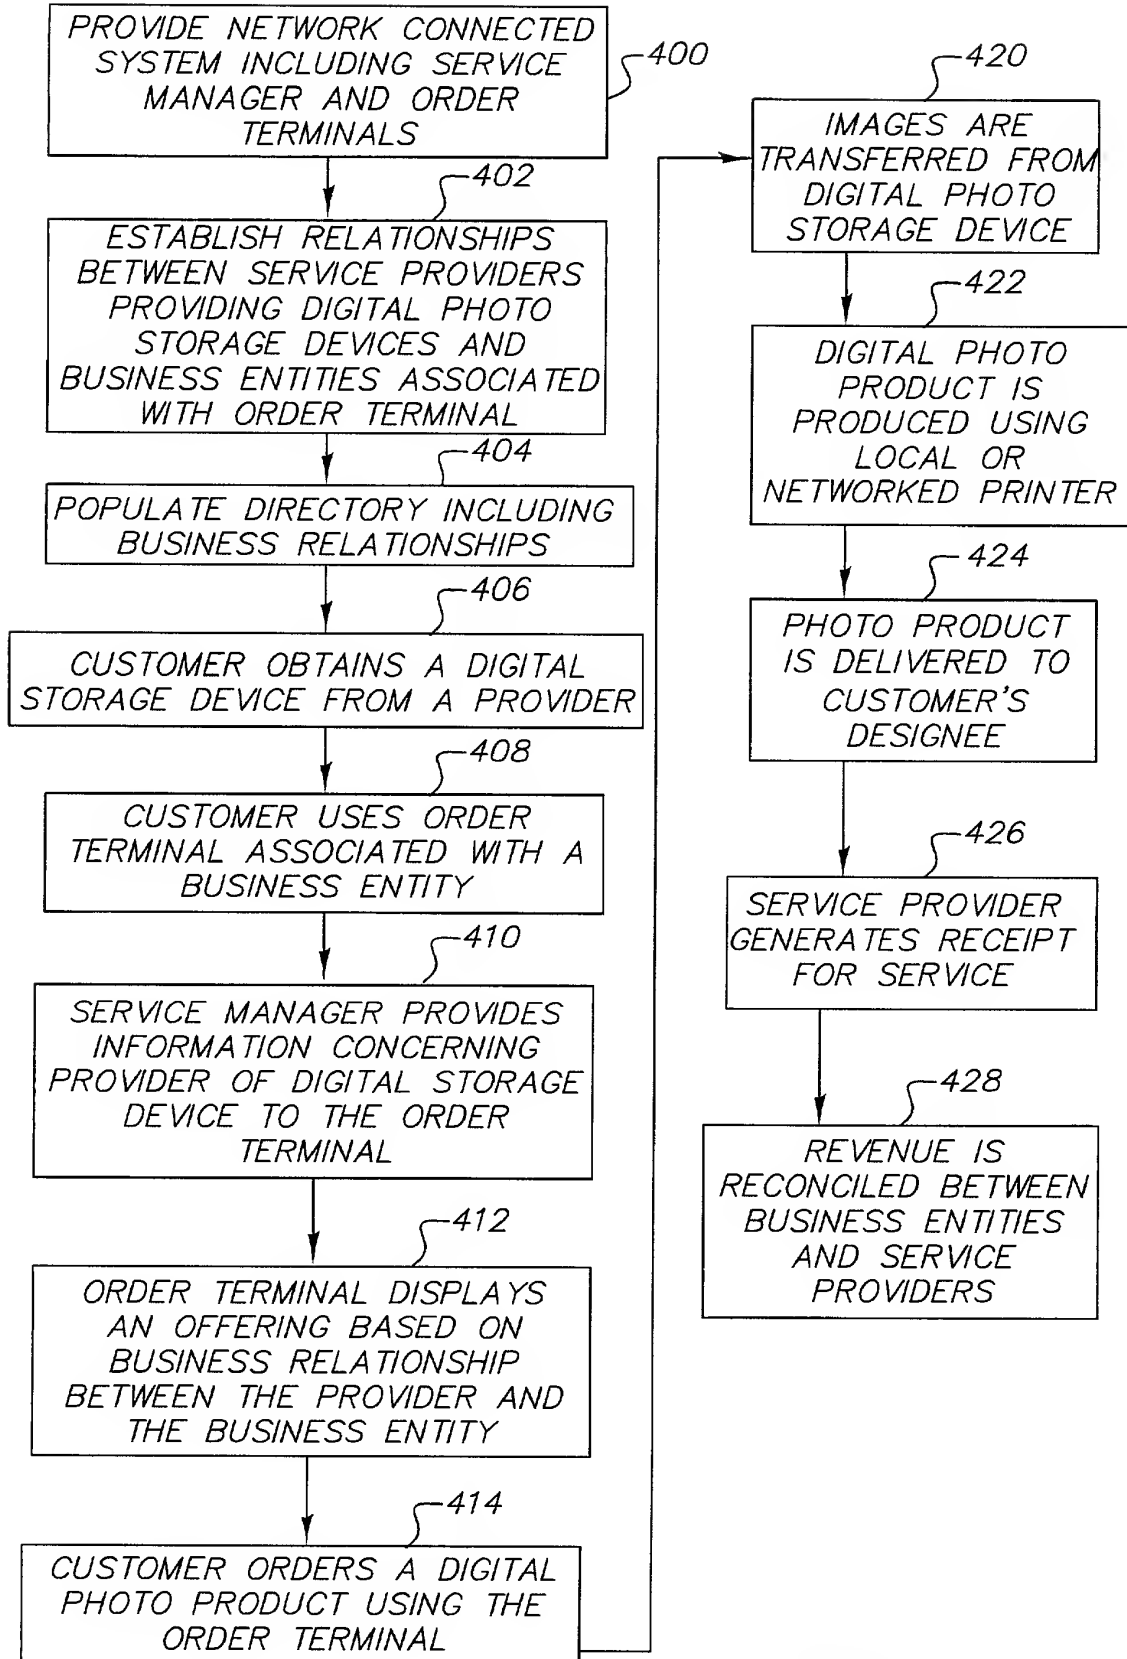 PROVIDE NETWORK CONNECTED
SYSTEM INCLUDING SERVICE
MANAGER AND ORDER
TERMINALS
400
402
ESTABLISH RELATIONSHIPS
BETWEEN SERVICE PROVIDERS
PROVIDING DIGITAL PHOTO
STORAGE DEVICES AND
BUSINESS ENTITIES ASSOCIATED
WITH ORDER TERMINAL
404
POPULATE DIRECTORY INCLUDING
BUSINESS RELATIONSHIPS
406
CUSTOMER OBTAINS A DIGITAL
STORAGE DEVICE FROM A PROVIDER
408
CUSTOMER USES ORDER
TERMINAL ASSOCIATED WITH A
BUSINESS ENTITY
410
SERVICE MANAGER PROVIDES
INFORMATION CONCERNING
PROVIDER OF DIGITAL STORAGE
DEVICE TO THE ORDER
TERMINAL
412
ORDER TERMINAL DISPLAYS
AN OFFERING BASED ON
BUSINESS RELATIONSHIP
BETWEEN THE PROVIDER AND
THE BUSINESS ENTITY
414
CUSTOMER ORDERS A DIGITAL
PHOTO PRODUCT USING THE
ORDER TERMINAL
420
IMAGES ARE
TRANSFERRED FROM
DIGITAL PHOTO
STORAGE DEVICE
422
DIGITAL PHOTO
PRODUCT IS
PRODUCED USING
LOCAL OR
NETWORKED PRINTER
424
PHOTO PRODUCT
IS DELIVERED TO
CUSTOMER'S
DESIGNEE
426
SERVICE PROVIDER
GENERATES RECEIPT
FOR SERVICE
428
REVENUE IS
RECONCILED BETWEEN
BUSINESS ENTITIES
AND SERVICE
PROVIDERS